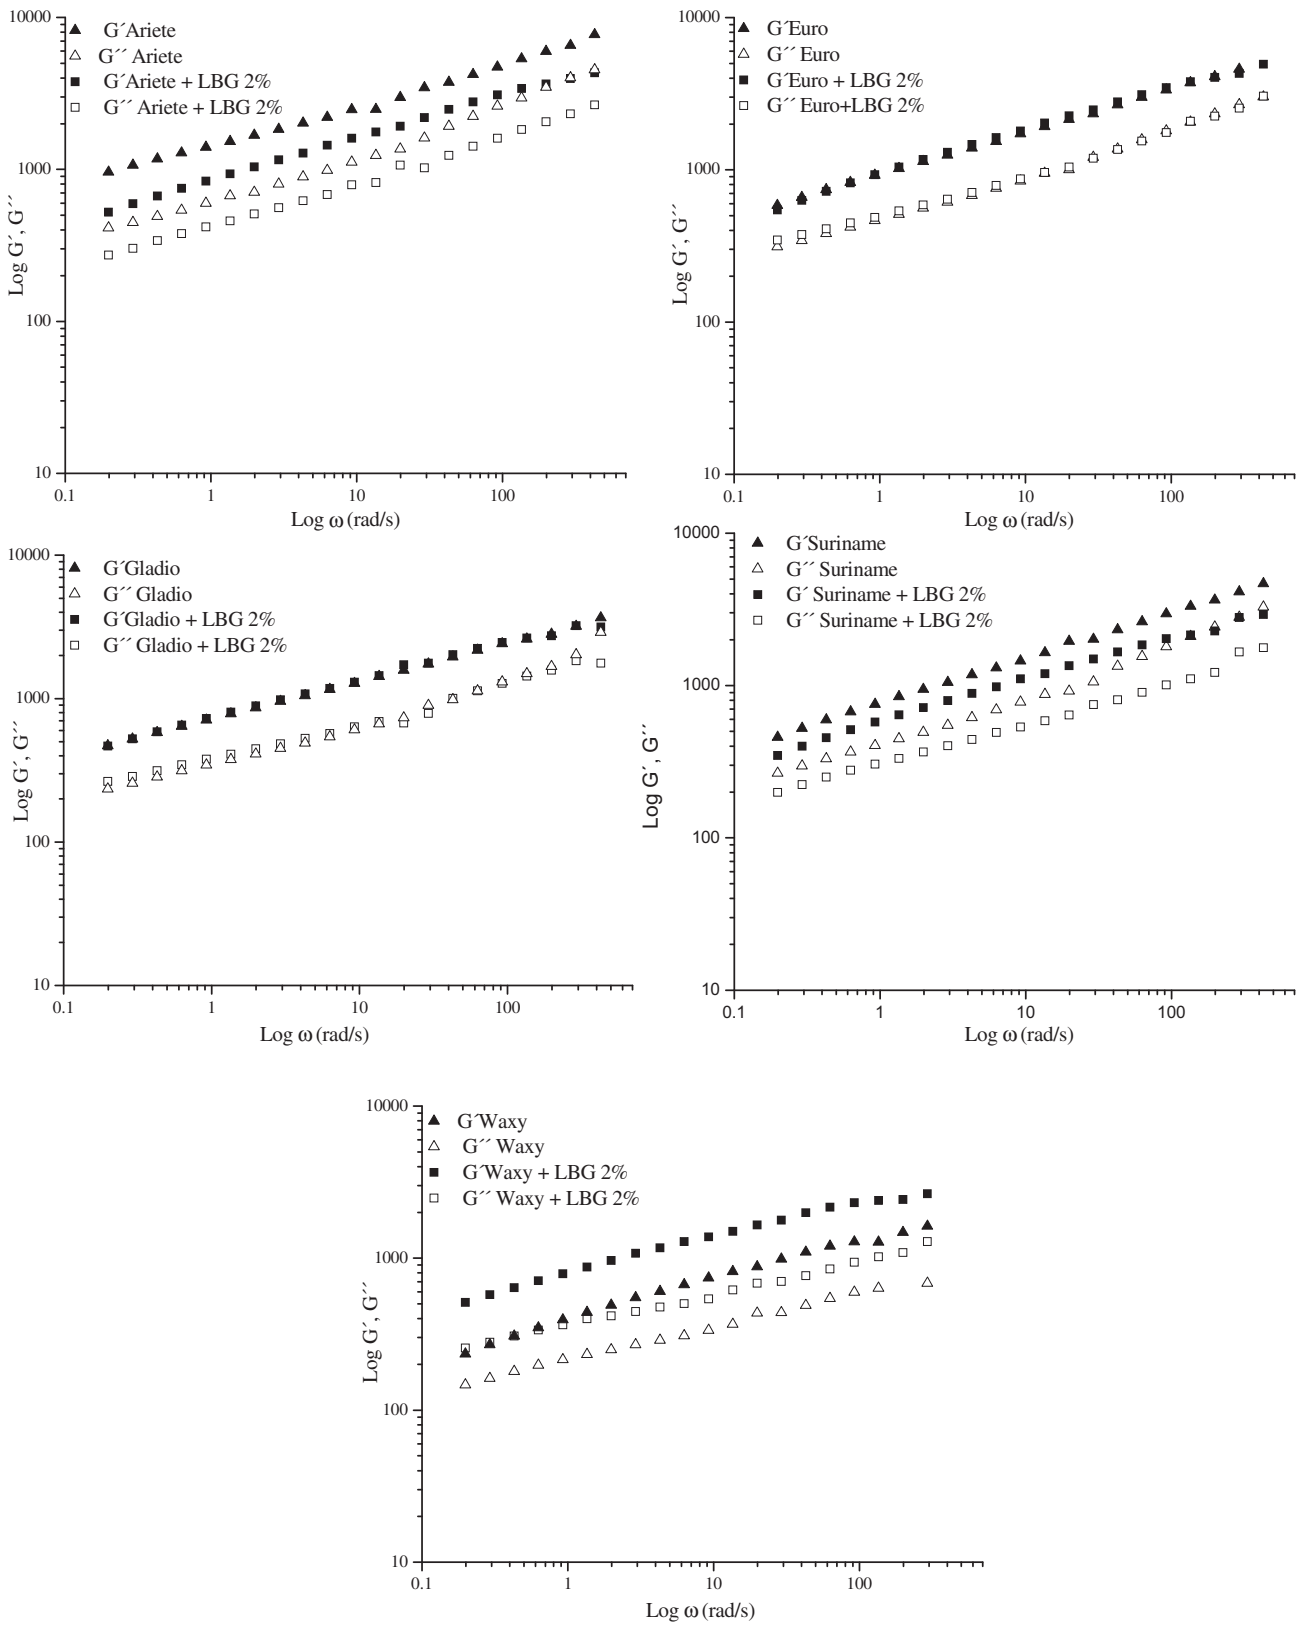 10000
1000
100
10
Log G´, G´´
G´Ariete
G´´ Ariete
G´Ariete + LBG 2%
G´´ Ariete + LBG 2%
0.1 1 10 100
Log ω (rad/s)
10000
1000
100
10
Log G´, G´´
G´Euro
G´´ Euro
G´Euro + LBG 2%
G´´ Euro+LBG 2%
0.1 1 10 100
Log ω (rad/s)
10000
1000
100
10
Log G´, G´´
G´Gladio
G´´ Gladio
G´Gladio + LBG 2%
G´´ Gladio + LBG 2%
0.1 1 10 100
Log ω (rad/s)
10000
1000
100
10
Log G´, G´´
G´Suriname
G´´ Suriname
G´ Suriname + LBG 2%
G´´ Suriname + LBG 2%
0.1 1 10 100
Log ω (rad/s)
10000
1000
100
10
Log G´, G´´
G´Waxy
G´´ Waxy
G´Waxy + LBG 2%
G´´ Waxy + LBG 2%
0.1 1 10 100
Log ω (rad/s)